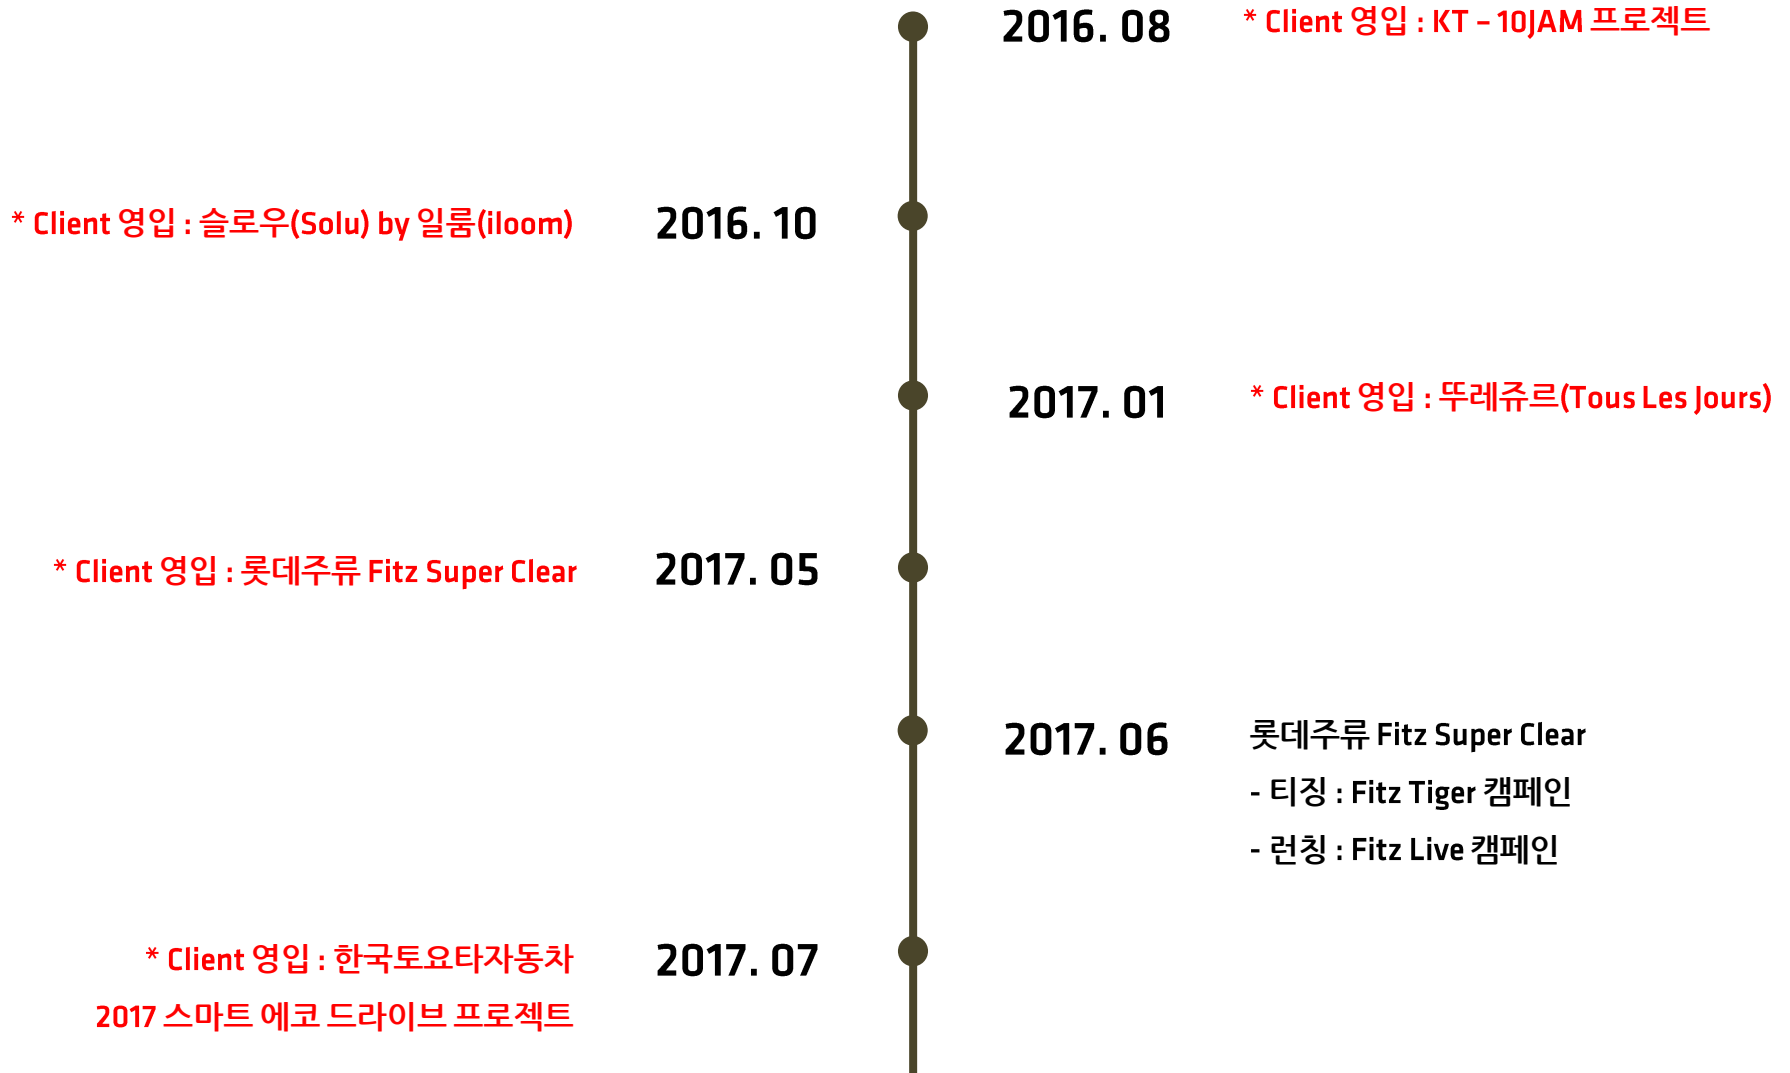 2016. 08
* Client 영입 : KT – 10JAM 프로젝트
* Client 영입 : 슬로우(Solu) by 일룸(iloom)
2016. 10
2017. 01
* Client 영입 : 뚜레쥬르(Tous Les Jours)
* Client 영입 : 롯데주류 Fitz Super Clear
2017. 05
2017. 06
롯데주류 Fitz Super Clear
- 티징 : Fitz Tiger 캠페인
- 런칭 : Fitz Live 캠페인
* Client 영입 : 한국토요타자동차
2017 스마트 에코 드라이브 프로젝트
2017. 07